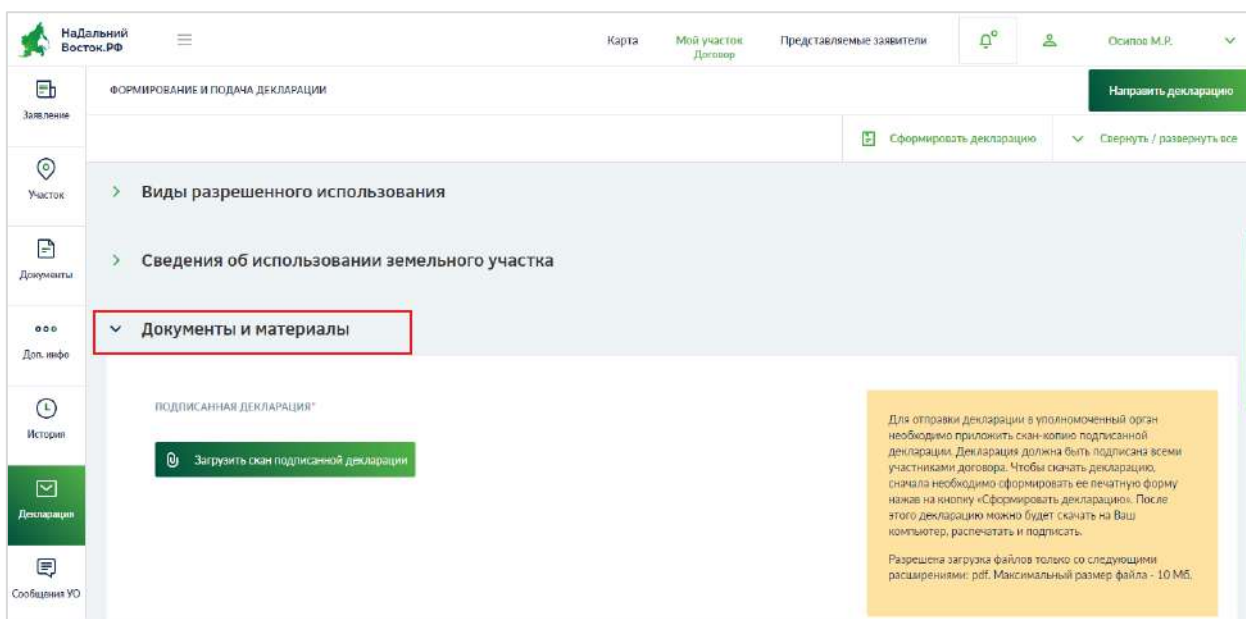 НаДальний
Восток.РФ
Карта
Мой участок
Договор
Представляемые заявители
Осипов М.Р.
Заявление
ФОРМИРОВАНИЕ И ПОДАЧА ДЕКЛАРАЦИИ
Направить декларацию
Сформировать декларацию
Свернуть / развернуть все
Участок
Виды разрешенного использования
Документы
Сведения об использовании земельного участка
Доп. инфо
Документы и материалы
История
ПОДПИСАННАЯ ДЕКЛАРАЦИЯ*
Загрузить скан подписанной декларации
Для отправки декларации в уполномоченный орган
необходимо приложить скан-копию подписанной
декларации. Декларация должна быть подписана всеми
участниками договора. Чтобы скачать декларацию,
сначала необходимо сформировать ее печатную форму
нажав на кнопку «Сформировать декларацию». После
этого декларацию можно будет скачать на Ваш
компьютер, распечатать и подписать.
Разрешена загрузка файлов только со следующими
расширениями: pdf. Максимальный размер файла - 10 Мб.
Декларация
Сообщения УО